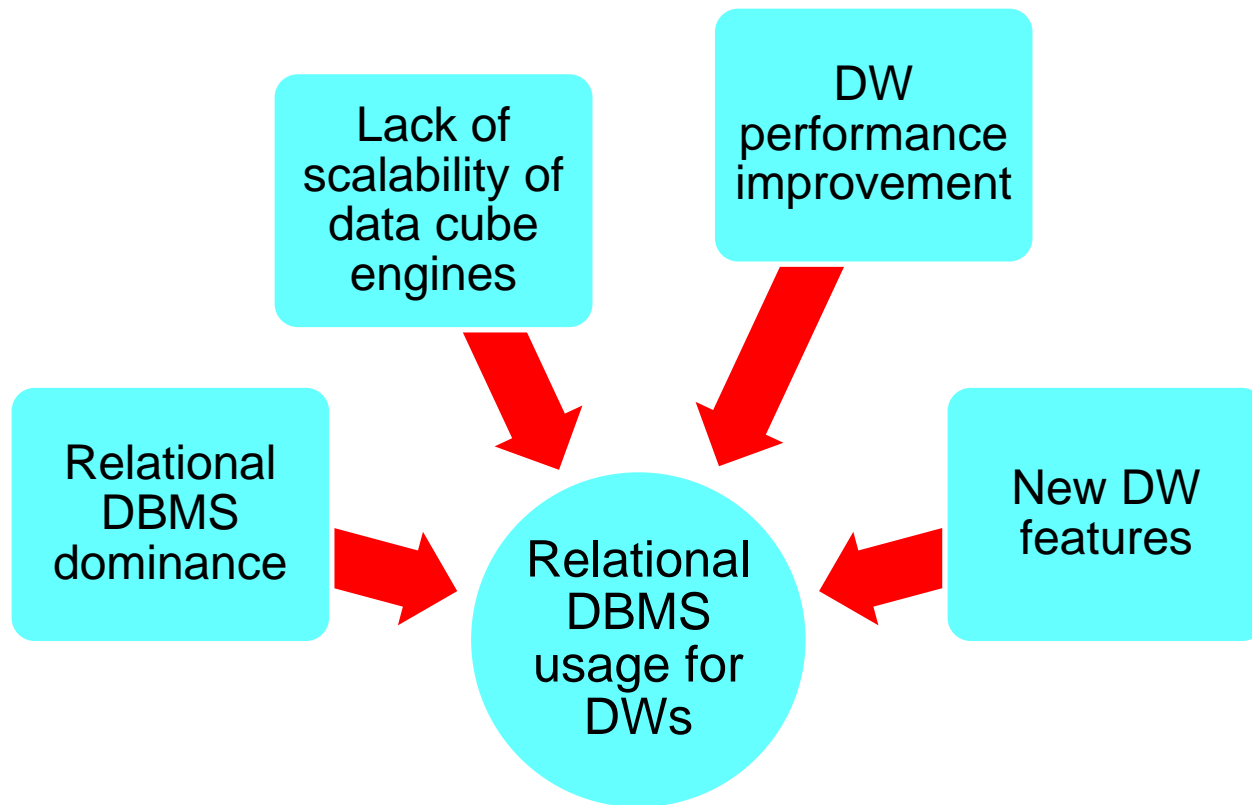 Relational
DBMS
dominance
Lack of
scalability of
data cube
engines
DW
performance
improvement
New DW
features
Relational
DBMS
usage for
DWs